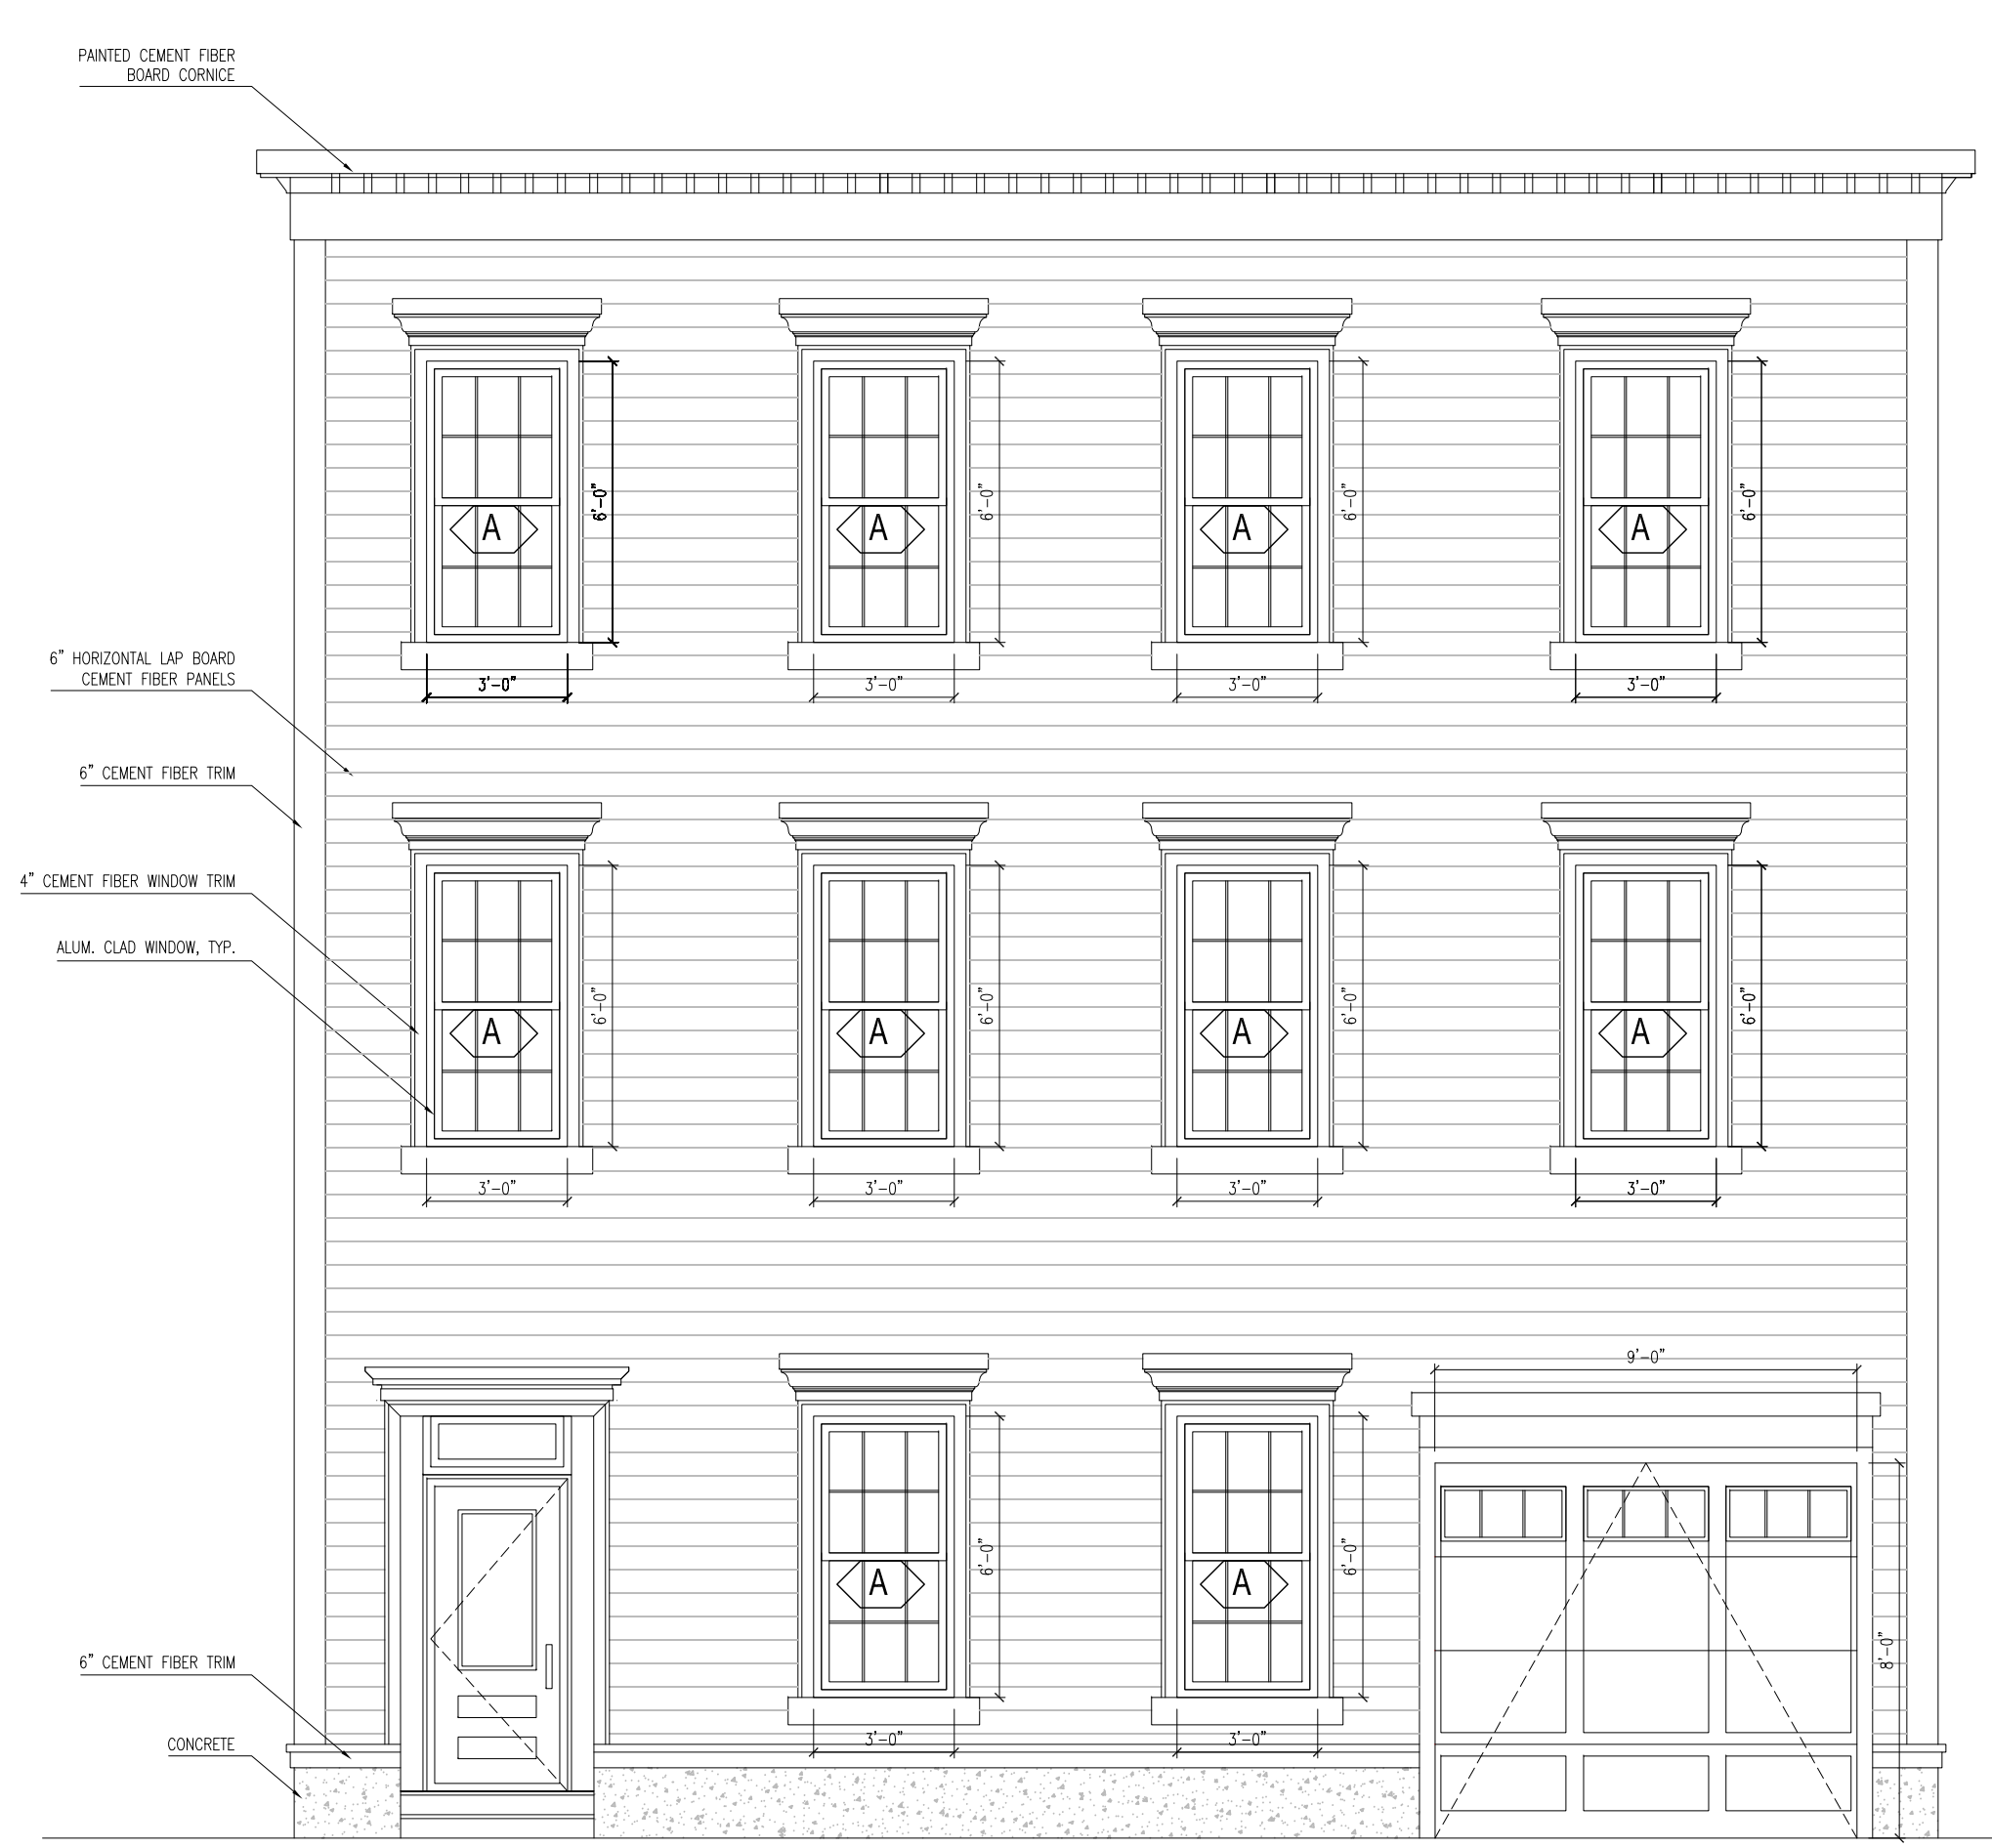 PAINTED CEMENT FIBER
BOARD CORNICE
6'-0"
6'-0"
6'-0"
6'-0"
A
A
A
A
6" HORIZONTAL LAP BOARD
CEMENT FIBER PANELS
3'-0"
3'-0"
3'-0"
3'-0"
6" CEMENT FIBER TRIM
4" CEMENT FIBER WINDOW TRIM
ALUM. CLAD WINDOW, TYP.
6'-0"
6'-0"
6'-0"
6'-0"
A
A
A
A
3'-0"
3'-0"
3'-0"
3'-0"
9'-0"
6'-0"
6'-0"
A
A
8'-0"
6" CEMENT FIBER TRIM
3'-0"
3'-0"
CONCRETE